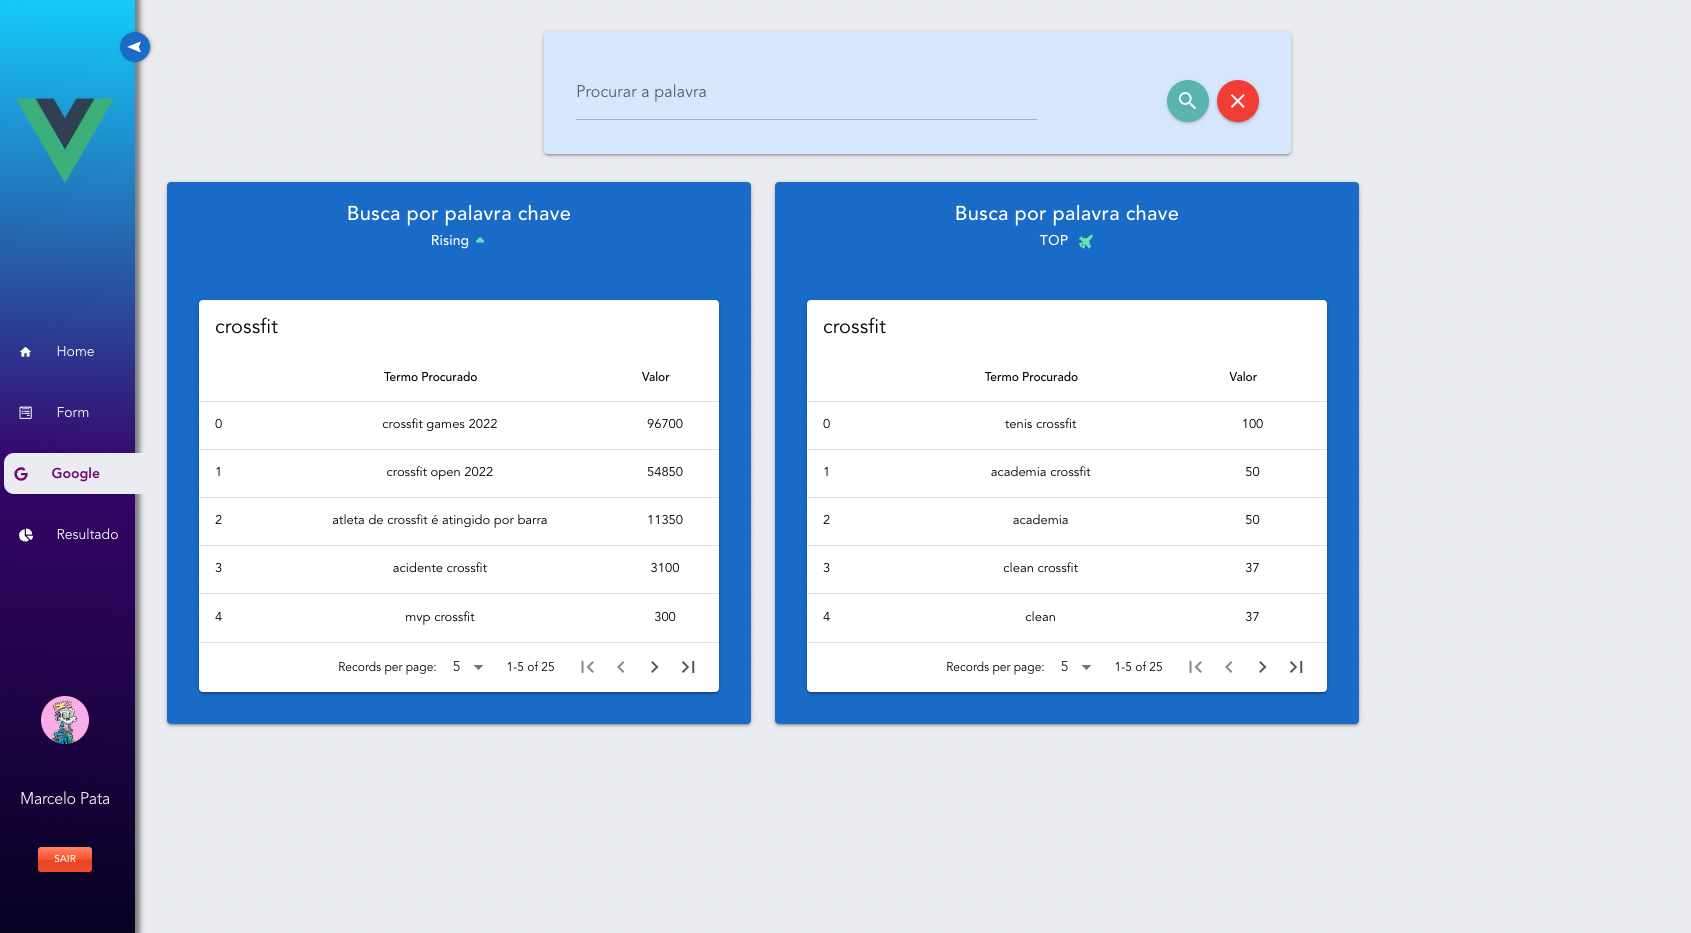 Procurar a palavra
Home
Form
Google
Resultado
Marcelo Pata
SAIR
Busca por palavra chave
Rising
crossfit
Termo Procurado Valor
0 crossfit games 2022 96700
1 crossfit open 2022 54850
2 atleta de crossfit é atingido por barra 11350
3 acidente crossfit 3100
4 mvp crossfit 300
Records per page: 5 1-5 of 25
Busca por palavra chave
TOP
crossfit
Termo Procurado Valor
0 tenis crossfit 100
1 academia crossfit 50
2 academia 50
3 clean crossfit 37
4 clean 37
Records per page: 5 1-5 of 25